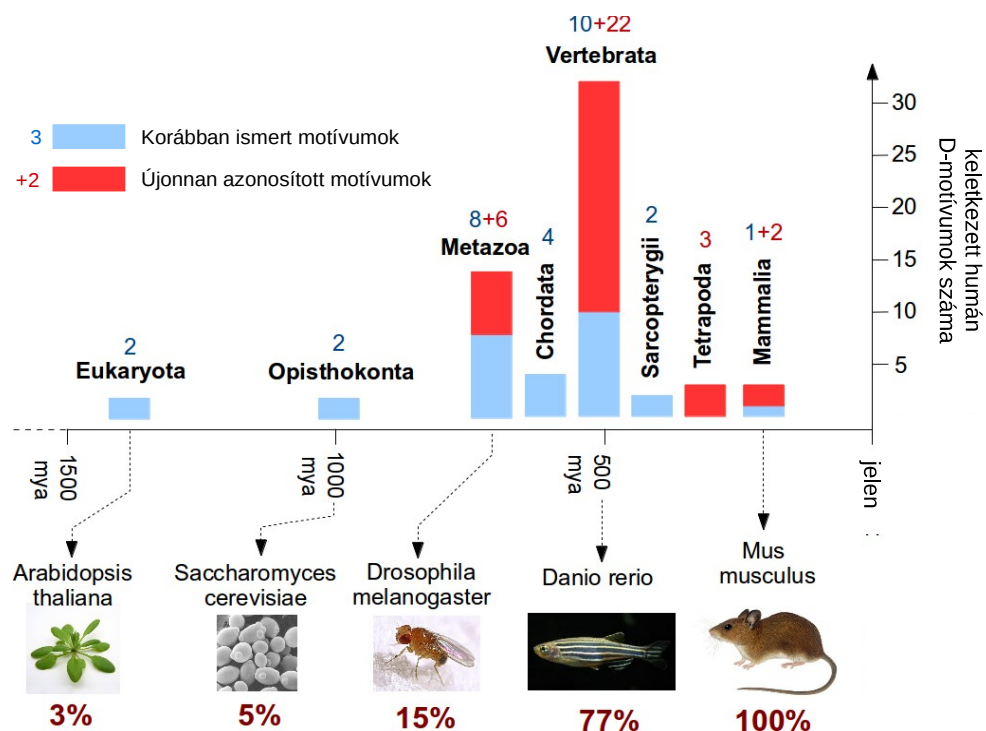 10+22
Vertebrata
3 Korábban ismert motívumok
+2 Újonnan azonosított motívumok
8+6
Metazoa
4
Chordata
2
Sarcopterygii
3
Tetrapoda
1+2
Mammalia
2
Eukaryota
2
Opisthokonta
30
25
20
15
10
5
keletkezett humán
D-motívumok száma
1500
mya
1000
mya
500
mya
jelen
Arabidopsis
thaliana
Saccharomyces
cerevisiae
Drosophila
melanogaster
Danio rerio
Mus
musculus
3%
5%
15%
77%
100%